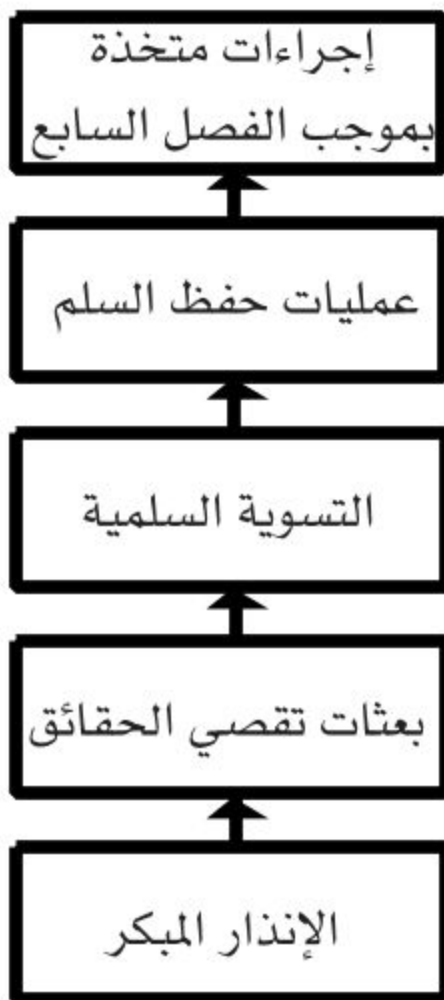 إجراءات متخذة
بموجب الفصل السابع
عمليات حفظ السلم
التسوية السلمية
بعثات تقصي الحقائق
الإنذار المبكر